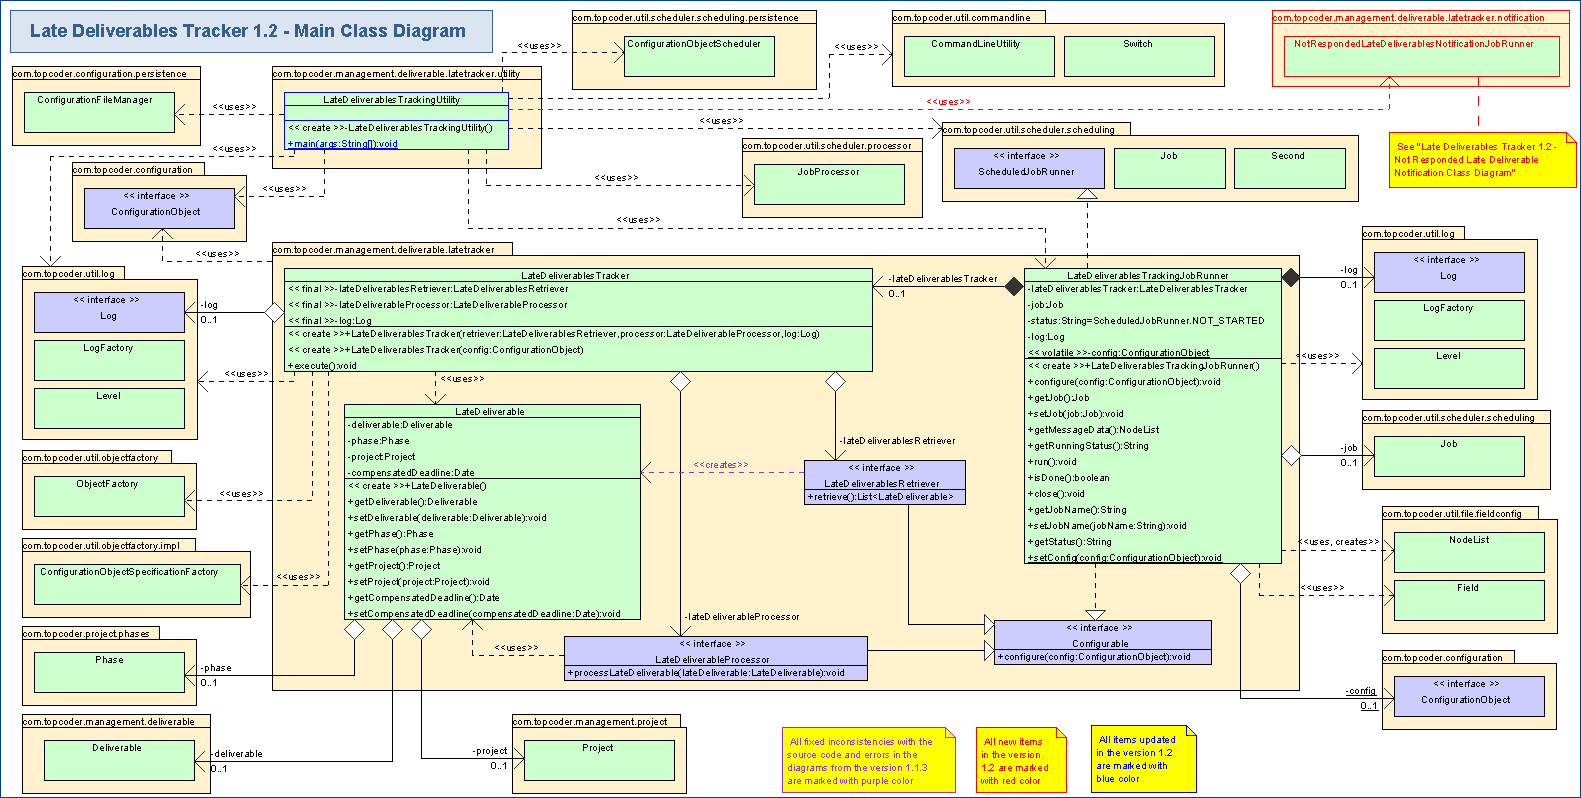 Late Deliverables Tracker 1.2 - Main Class Diagram
com.topcoder.util.scheduler.scheduling.persistence
ConfigurationObjectScheduler
com.topcoder.util.commandline
CommandLineUtility
Switch
com.topcoder.management.deliverable.latetracker.notification
NotRespondedLateDeliverablesNotificationJobRunner
<<uses>>
<<uses>>
com.topcoder.configuration.persistence
ConfigurationFileManager
<<uses>>
com.topcoder.management.deliverable.latetracker.utility
LateDeliverablesTrackingUtility
<< create >>-LateDeliverablesTrackingUtility()
+main(args:String[]):void
<<uses>>
<<uses>>
<<uses>>
com.topcoder.util.scheduler.scheduling
<< interface >>
ScheduledJobRunner
Job
Second
See "Late Deliverables Tracker 1.2 -
Not Responded Late Deliverable
Notification Class Diagram"
com.topcoder.util.scheduler.processor
JobProcessor
<<uses>>
<<uses>>
<<uses>>
com.topcoder.configuration
<< interface >>
ConfigurationObject
<<uses>>
com.topcoder.util.log
<< interface >>
Log
LogFactory
Level
-log
0..1
<<uses>>
com.topcoder.management.deliverable.latetracker
LateDeliverablesTracker
<< final >>-lateDeliverablesRetriever:LateDeliverablesRetriever
<< final >>-lateDeliverableProcessor:LateDeliverableProcessor
<< final >>-log:Log
<< create >>+LateDeliverablesTracker(retriever:LateDeliverablesRetriever,processor:LateDeliverableProcessor,log:Log)
<< create >>+LateDeliverablesTracker(config:ConfigurationObject)
+execute():void
-lateDeliverablesTracker
0..1
LateDeliverablesTrackingJobRunner
-lateDeliverablesTracker:LateDeliverablesTracker
-job:Job
-status:String=ScheduledJobRunner.NOT_STARTED
-log:Log
<< volatile >>-config:ConfigurationObject
<< create >>+LateDeliverablesTrackingJobRunner()
+configure(config:ConfigurationObject):void
+getJob():Job
+setJob(job:Job):void
+getMessageData():NodeList
+getRunningStatus():String
+run():void
+isDone():boolean
+close():void
+getJobName():String
+setJobName(jobName:String):void
+getStatus():String
+setConfig(config:ConfigurationObject):void
com.topcoder.util.log
<< interface >>
Log
LogFactory
Level
-log
0..1
<<uses>>
com.topcoder.util.scheduler.scheduling
Job
-job
0..1
<<uses>>
LateDeliverable
-deliverable:Deliverable
-phase:Phase
-project:Project
-compensatedDeadline:Date
<< create >>+LateDeliverable()
+getDeliverable():Deliverable
+setDeliverable(deliverable:Deliverable):void
+getPhase():Phase
+setPhase(phase:Phase):void
+getProject():Project
+setProject(project:Project):void
+getCompensatedDeadline():Date
+setCompensatedDeadline(compensatedDeadline:Date):void
<<creates>>
-lateDeliverablesRetriever
<< interface >>
LateDeliverablesRetriever
+retrieve():List<LateDeliverable>
com.topcoder.util.objectfactory
ObjectFactory
<<uses>>
com.topcoder.util.objectfactory.impl
ConfigurationObjectSpecificationFactory
<<uses>>
com.topcoder.util.file.fieldconfig
NodeList
Field
<<uses, creates>>
<<uses>>
-lateDeliverableProcessor
<< interface >>
LateDeliverableProcessor
+processLateDeliverable(lateDeliverable:LateDeliverable):void
<<uses>>
<< interface >>
Configurable
+configure(config:ConfigurationObject):void
com.topcoder.project.phases
Phase
-phase
0..1
com.topcoder.configuration
<< interface >>
ConfigurationObject
-config
0..1
com.topcoder.management.deliverable
Deliverable
-deliverable
0..1
com.topcoder.management.project
Project
-project
0..1
All fixed inconsistencies with the
source code and errors in the
diagrams from the version 1.1.3
are marked with purple color
All new items
in the version
1.2 are marked
with red color
All items updated
in the version 1.2
are marked with
blue color